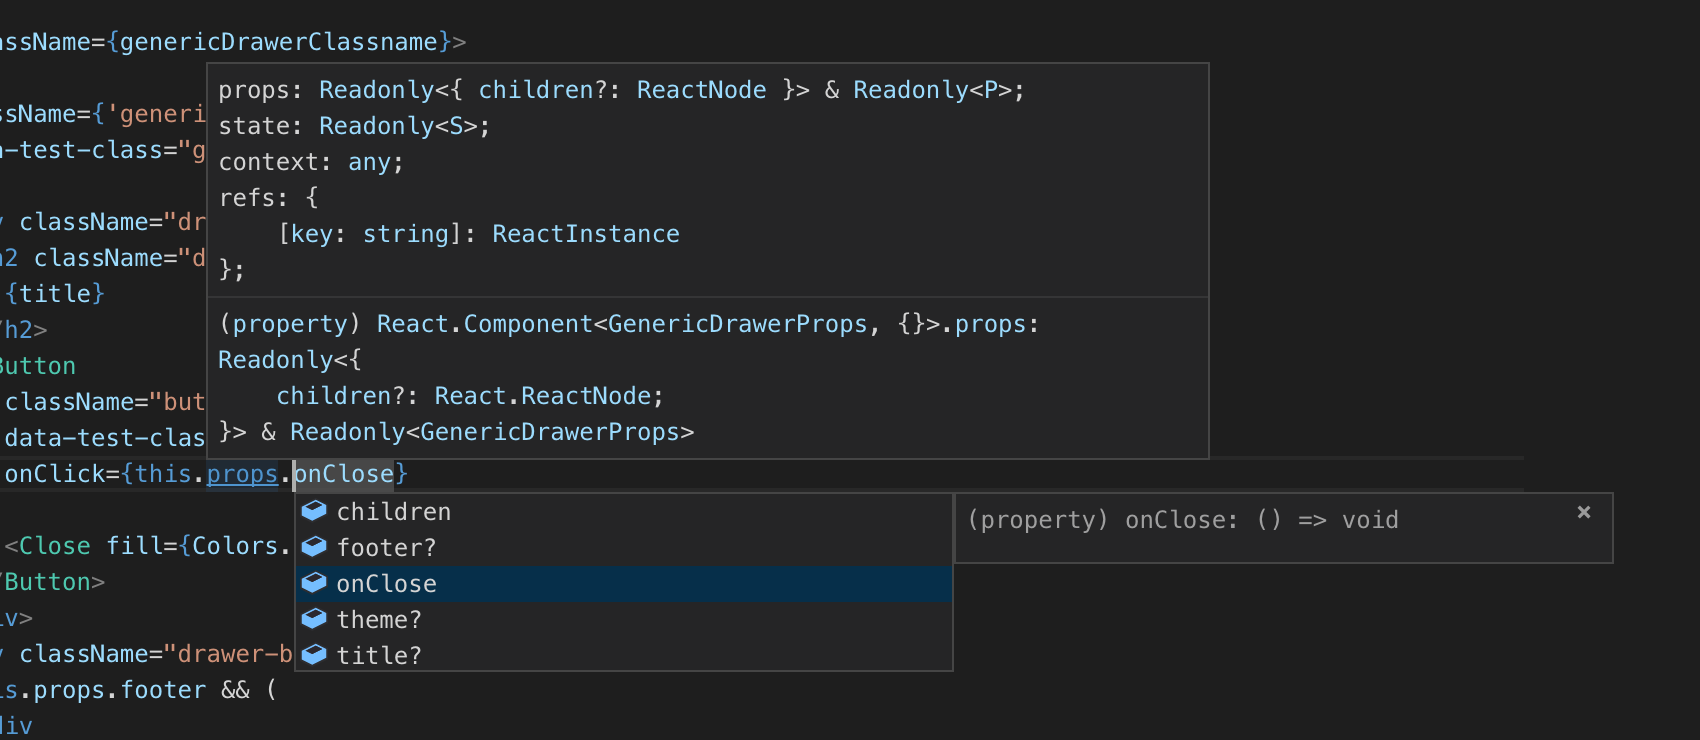 ssName={genericDrawerClassname}>
props: Readonly<{ children?: ReactNode }> & Readonly<P>;
state: Readonly<S>;
context: any;
refs: {
[key: string]: ReactInstance
};
(property) React.Component<GenericDrawerProps, {}>.props:
Readonly<{
children?: React.ReactNode;
}> & Readonly<GenericDrawerProps>
sName={'generi
-test-class="g
className="dr
2 className="d
{title}
h2>
Button
className="but
data-test-clas
onClick={this.props.onClose}
children
footer?
onClose
theme?
title?
(property) onClose: () => void
×
<Close fill={Colors.
/Button>
iv>
className="drawer-b
is.props.footer && (
div